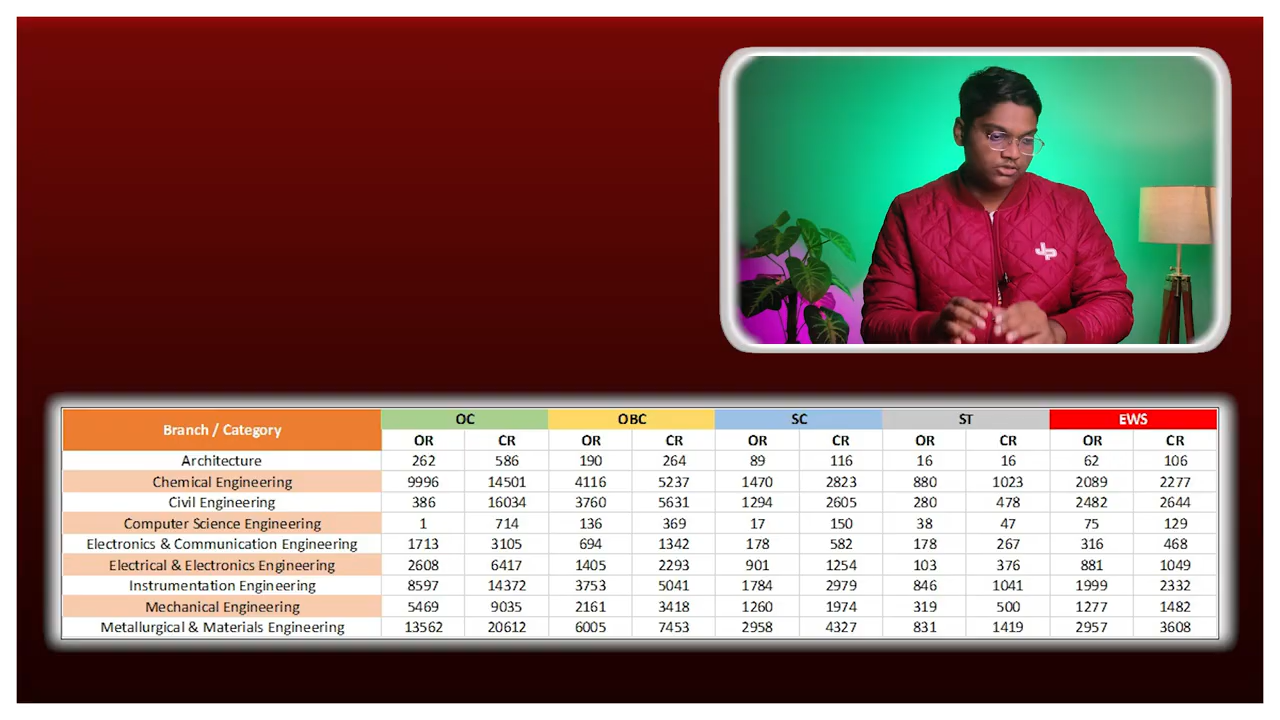 JP
Branch / Category OC OBC SC ST EWS
OR CR OR CR OR CR OR CR OR CR
Architecture 262 586 190 264 89 116 16 16 62 106
Chemical Engineering 9996 14501 4116 5237 1470 2823 880 1023 2089 2277
Civil Engineering 386 16034 3760 5631 1294 2605 280 478 2482 2644
Computer Science Engineering 1 714 136 369 17 150 38 47 75 129
Electronics & Communication Engineering 1713 3105 694 1342 178 582 178 267 316 468
Electrical & Electronics Engineering 2608 6417 1405 2293 901 1254 103 376 881 1049
Instrumentation Engineering 8597 14372 3753 5041 1784 2979 846 1041 1999 2332
Mechanical Engineering 5469 9035 2161 3418 1260 1974 319 500 1277 1482
Metallurgical & Materials Engineering 13562 20612 6005 7453 2958 4327 831 1419 2957 3608